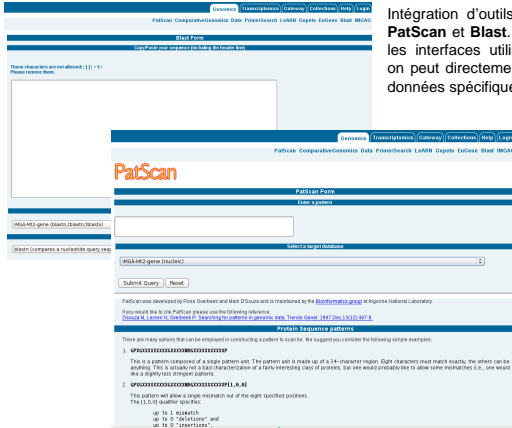 Genomics Transcriptomics Gateway Collections Help Login
PatScan ComparativeGenomics Data PrimerSearch LeARN Gepeto EuGene Blast IMGAG
Blast Form
Copy/Paste your sequence (including the header line)
These characters are not allowed: ; { } | < $ !
Please remove them.
IMGA-Mt2-gene (blastn,tblastn,tblastx)
blastn (compares a nucleotide query seq
Intégration d'outils
PatScan et Blast.
les interfaces utili
on peut directeme
données spécifique
Genomics Transcriptomics Gateway Collections Help Login
PatScan ComparativeGenomics Data PrimerSearch LeARN Gepeto EuGene Blast IMGAG
PatScan
PatScan Form
Enter a pattern
Select a target database
IMGA-Mt2-gene (nucleic)
Submit Query Reset
PatScan was developed by Ross Overbeek and Mark D'Souza and is maintained by the Bioinformatics group at Argonne National Laboratory.
If you would like to cite PatScan please use the following reference:
Dsouza M, Larsen N, Overbeek R. Searching for patterns in genomic data. Trends Genet. 1997 Dec;13(12):497-8.
Protein Sequence patterns
There are many options that can be employed in constructing a pattern to scan for. We suggest you consider the following simple examples:
1.
This is a pattern composed of a single pattern unit. The pattern unit is made up of a 34-character region. Eight characters must match exactly; the others can be
anything. This is actually not a bad characterization of a fairly interesting class of proteins, but one would probably like to allow some mismatches (i.e., one would
like a slightly less stringent pattern).
2.
This pattern will allow a single mismatch out of the eight specified positions.
The [1,0,0] qualifier specifies:
up to 1 mismatch
up to 0 "deletions" and
up to 0 "insertions".